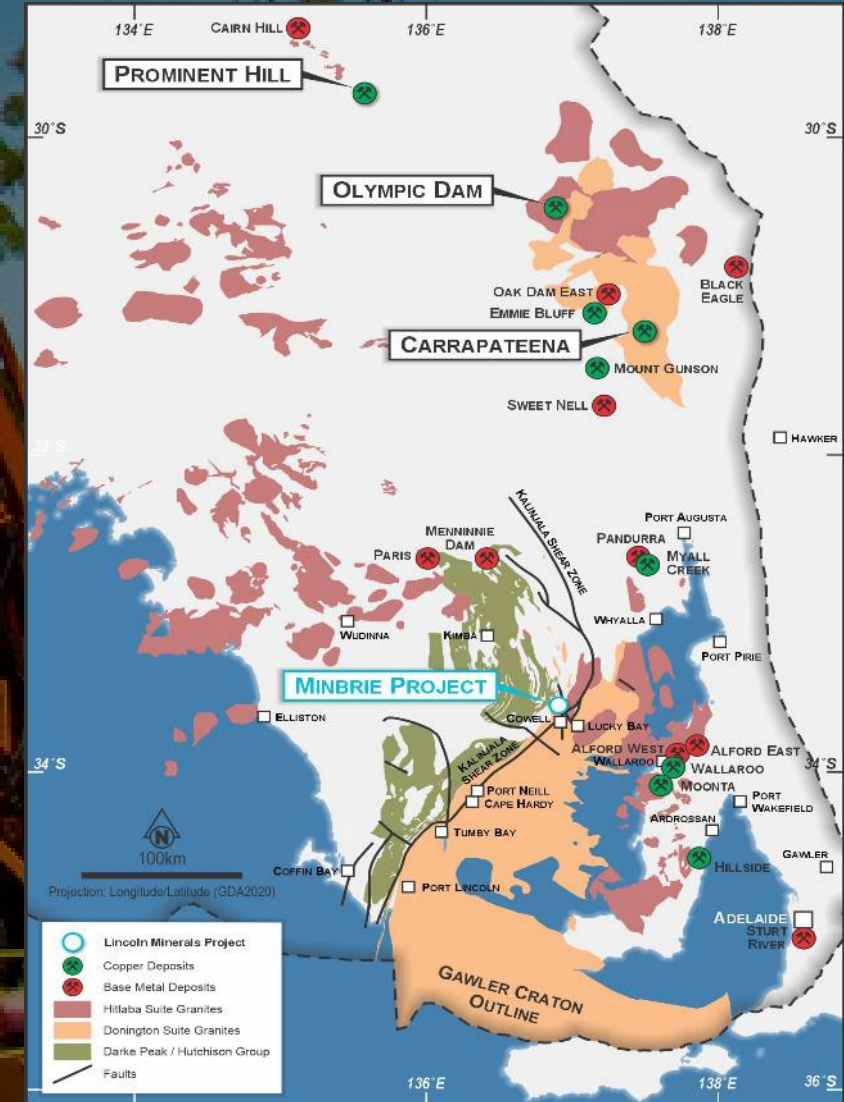 134°E
136°E
138°E
CAIRN HILL
PROMINENT HILL
30°S
30°S
OLYMPIC DAM
BLACK
EAGLE
OAK DAM EAST
EMMIE BLUFF
CARRAPATEENA
MOUNT GUNSON
SWEET NELL
HAWKER
32°S
KALINJALA SHEAR ZONE
PORT AUGUSTA
MENNINNIE
DAM
PARIS
PANDURRA
MYALL
CREEK
WHYALLA
WUDINNA
KIMBA
PORT PIRIE
MINBRIE PROJECT
ELLISTON
COWELL
LUCKY BAY
ALFORD WEST
ALFORD EAST
WALLAROO
WALLAROO
34°S
34°S
KALINJALA
SHEAR ZONE
MOONTA
PORT NEILL
CAPE HARDY
PORT
WAKEFIELD
ARDROSSAN
TUMBY BAY
N
100km
Projection: Longitude/Latitude (GDA2020)
COFFIN BAY
HILLSIDE
GAWLER
PORT LINCOLN
ADELAIDE
STURT
RIVER
GAWLER CRATON
OUTLINE
Lincoln Minerals Project
Copper Deposits
Base Metal Deposits
Hitlaba Suite Granites
Donington Suite Granites
Darke Peak / Hutchison Group
Faults
136°E
138°E
36°S